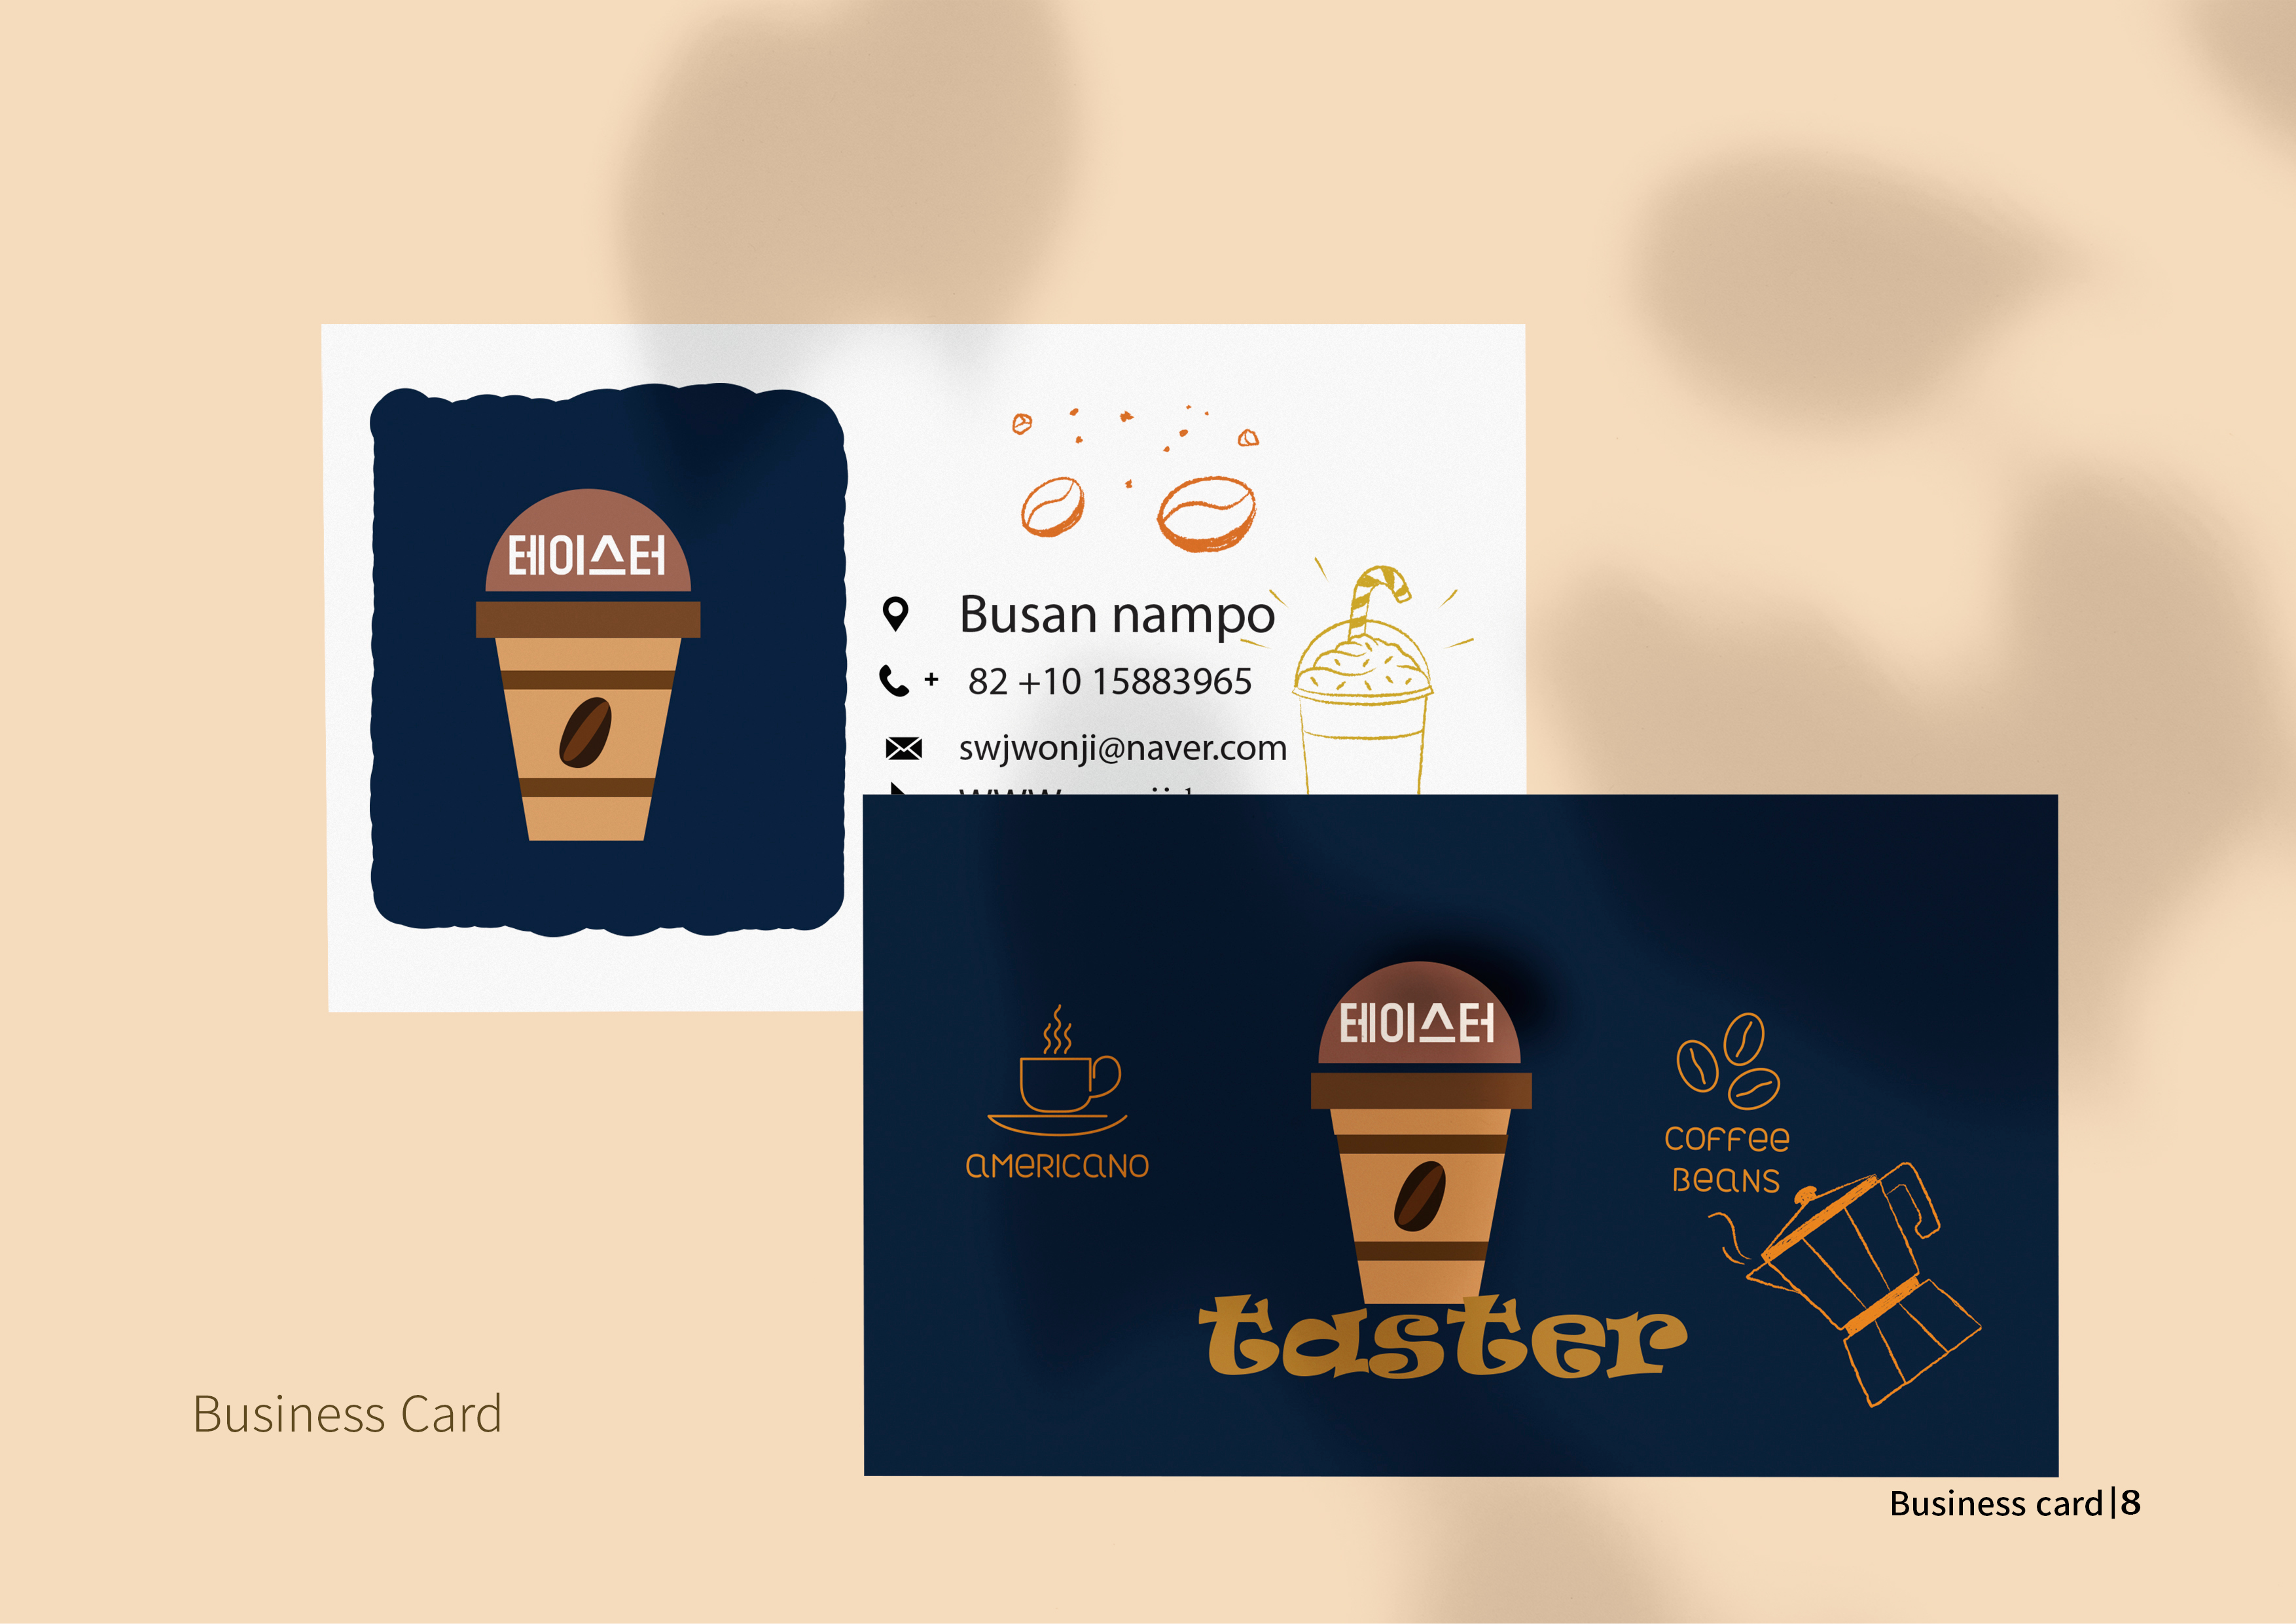 테이스터
Busan nampo
+ 82 +10 15883965
swjwonji@naver.com
테이스터
AMERICANO
COFFEE
BEANS
taster
Business Card
Business card|8